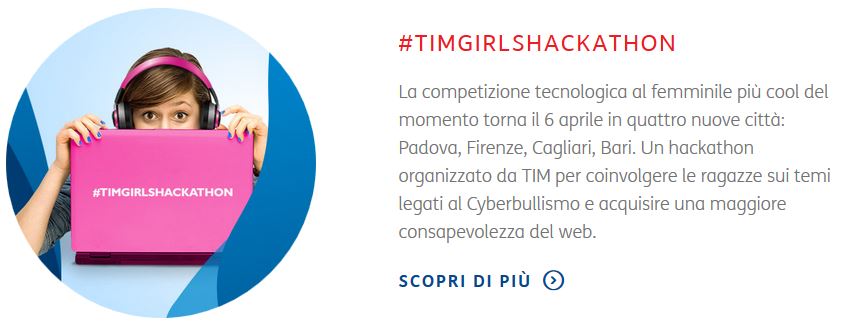 #TIMGIRLSHACKATHON
#TIMGIRLSHACKATHON
La competizione tecnologica al femminile più cool del
momento torna il 6 aprile in quattro nuove città:
Padova, Firenze, Cagliari, Bari. Un hackathon
organizzato da TIM per coinvolgere le ragazze sui temi
legati al Cyberbullismo e acquisire una maggiore
consapevolezza del web.
SCOPRI DI PIÙ